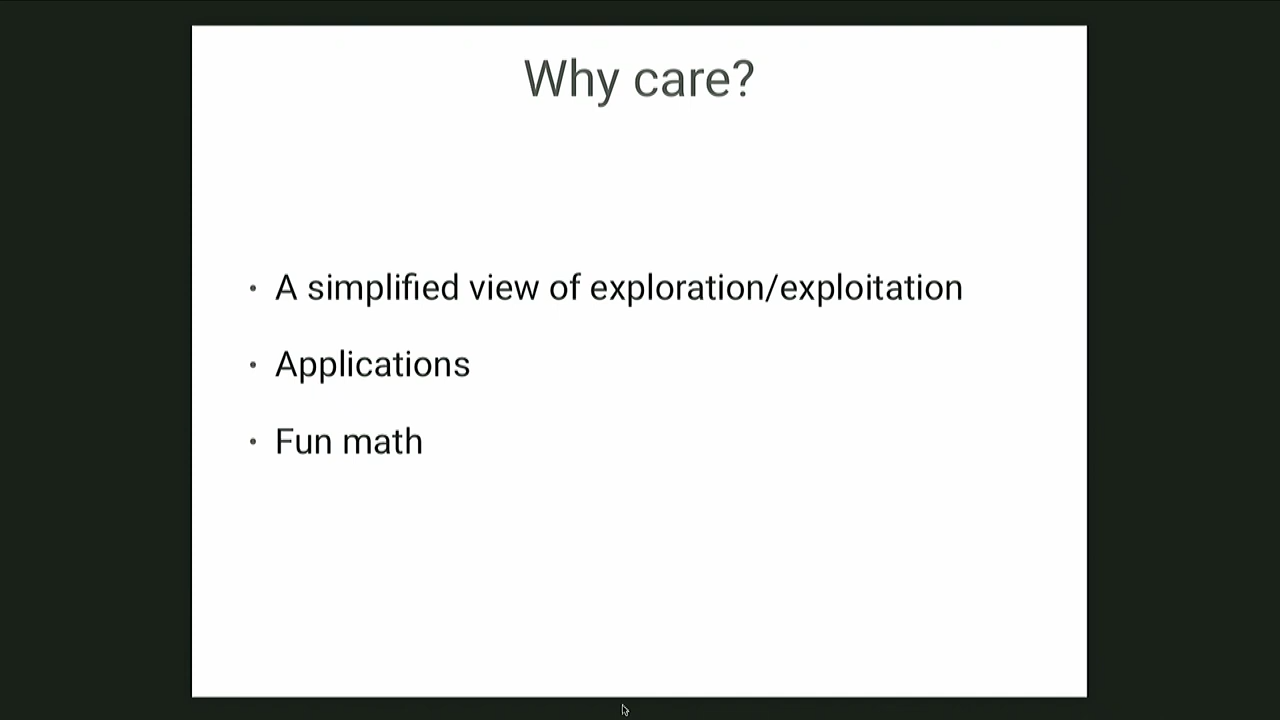 Why care?
• A simplified view of exploration/exploitation
• Applications
• Fun math